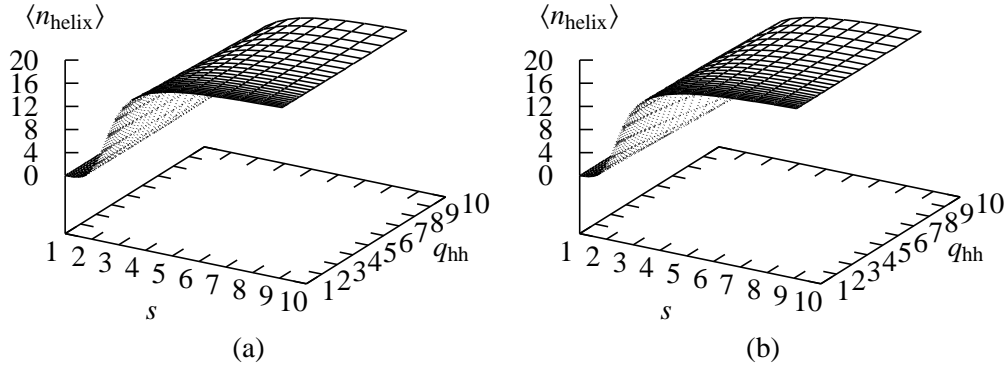 ⟨n_helix⟩ ⟨n_helix⟩
20 20
16 16
12 12
8 8
4 4
0 0
1 2 3 4 5 6 7 8 9 10 1 2 3 4 5 6 7 8 9 10
1 2 3 4 5 6 7 8 9 10 1 2 3 4 5 6 7 8 9 10
s q_hh s q_hh
(a) (b)